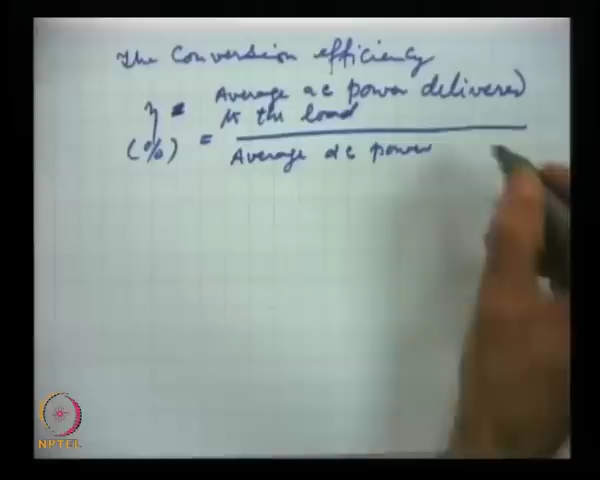 The Conversion efficiency
η = Average ac power delivered
to the load
(%) =
Average dc power
NPTEL